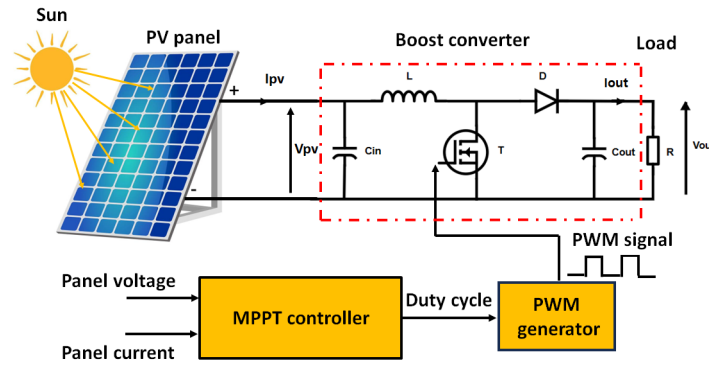 Sun
PV panel
Boost converter
Load
+
Ipv
L
D
Iout
Vpv
Cin
T
Cout
R
Vou
-
PWM signal
Panel voltage
MPPT controller
Duty cycle
PWM
generator
Panel current